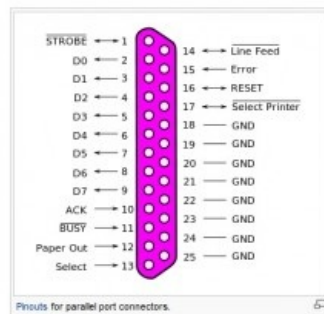 STROBE 1
D0 2
D1 3
D2 4
D3 5
D4 6
D5 7
D6 8
D7 9
ACK 10
BUSY 11
Paper Out 12
Select 13
14 Line Feed
15 Error
16 RESET
17 Select Printer
18 GND
19 GND
20 GND
21 GND
22 GND
23 GND
24 GND
25 GND
Pinouts for parallel port connectors.